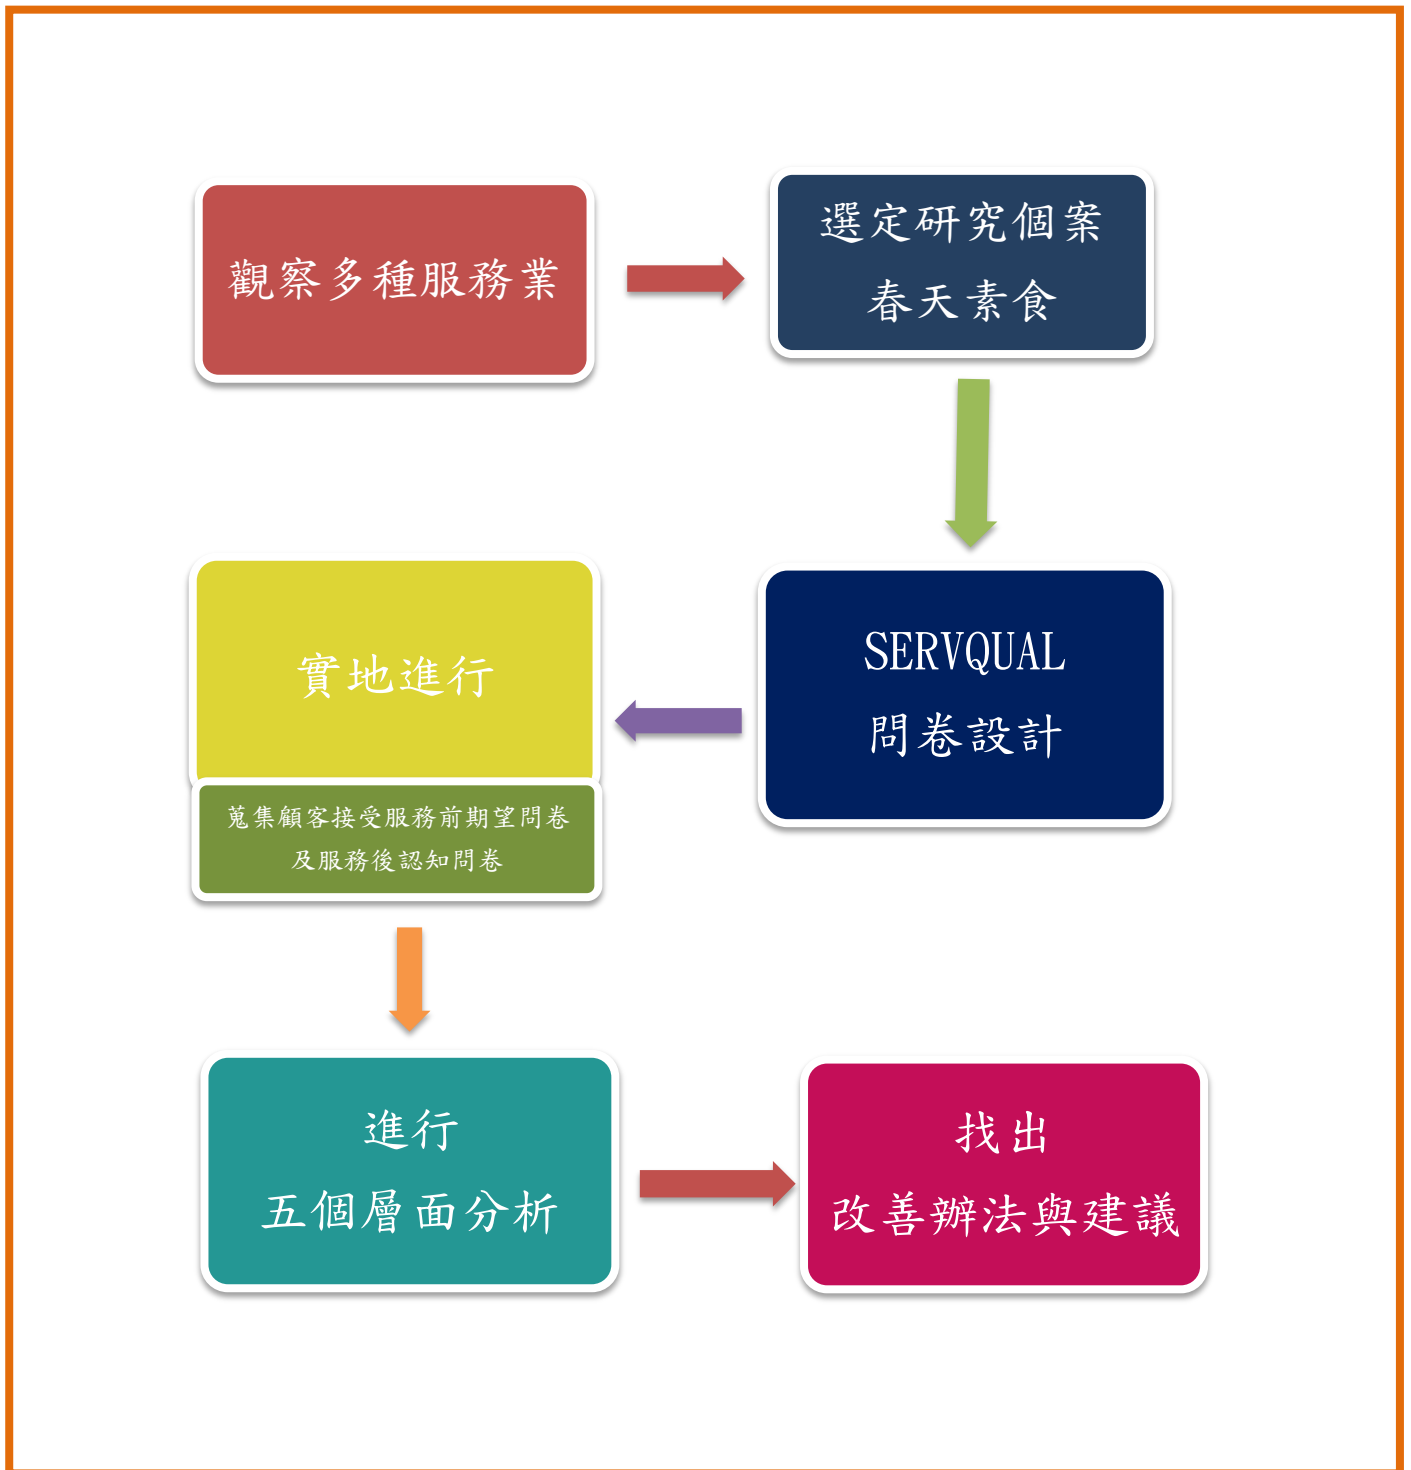 觀察多種服務業
選定研究個案
春天素食
SERVQUAL
問卷設計
實地進行
蒐集顧客接受服務前期望問卷
及服務後認知問卷
進行
五個層面分析
找出
改善辦法與建議